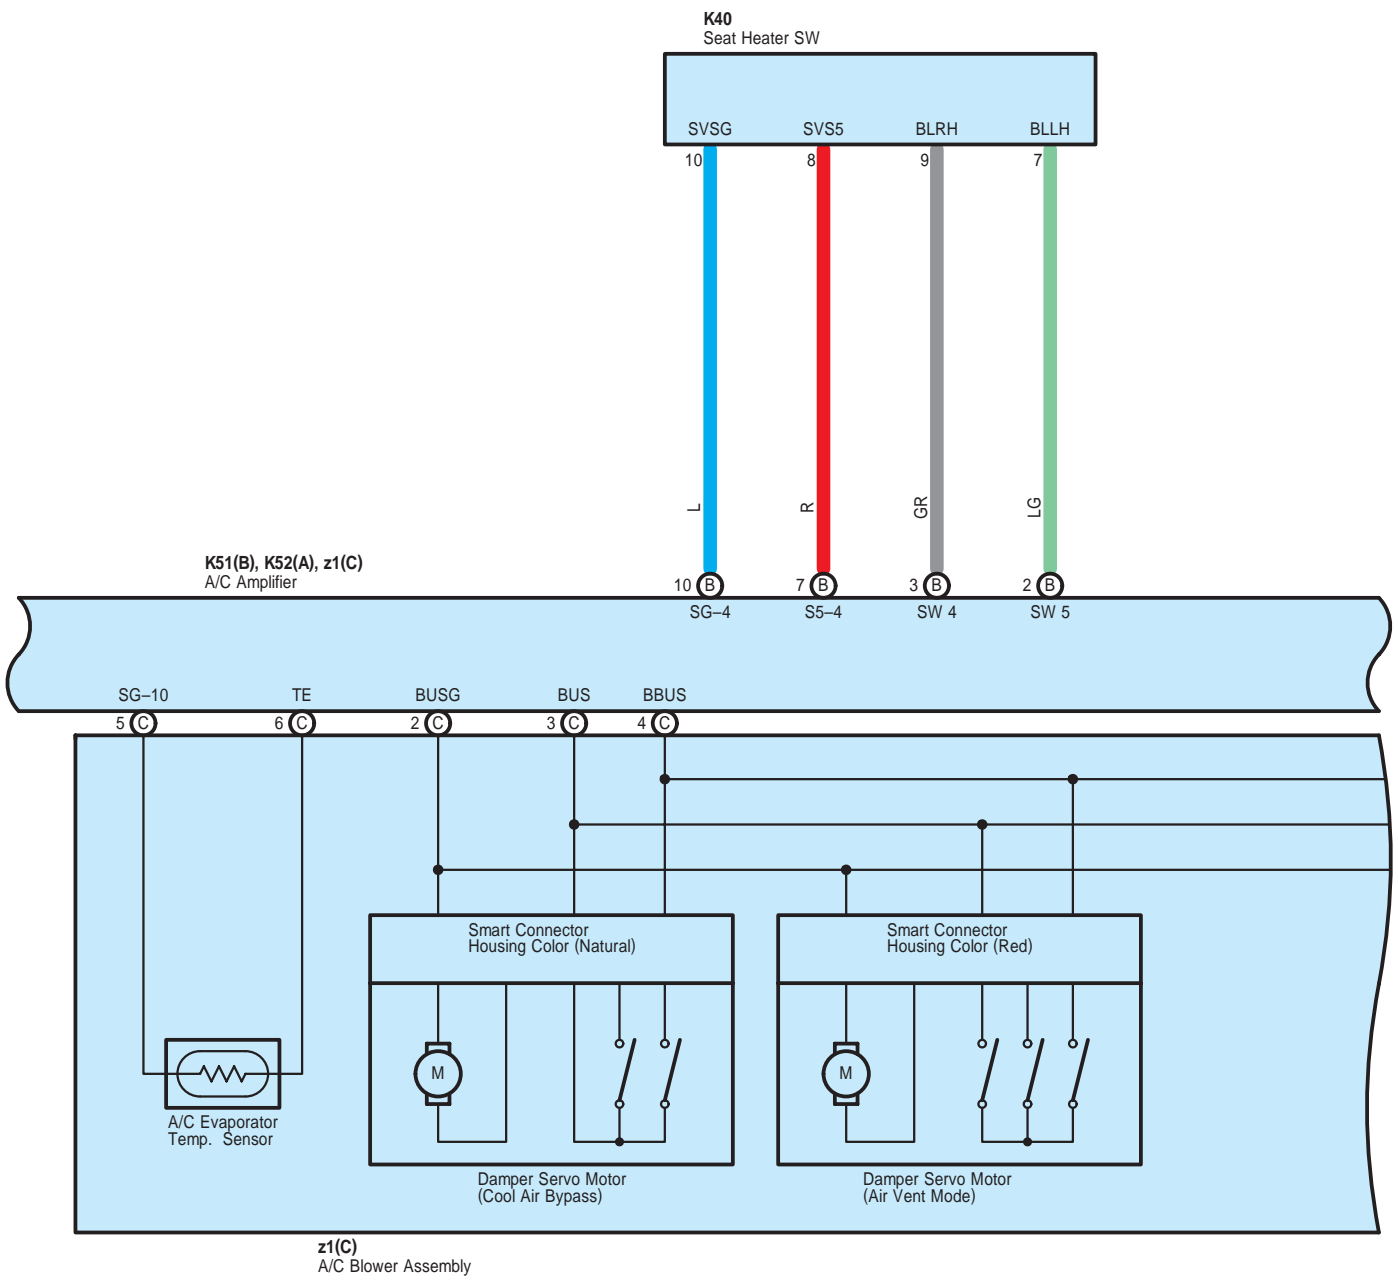 K40
Seat Heater SW
SVSG SVS5 BLRH BLLH
10 8 9 7
L R GR LG
K51(B), K52(A), z1(C)
A/C Amplifier
10 B 7 B 3 B 2 B
SG–4 S5–4 SW 4 SW 5
SG–10 TE BUSG BUS BBUS
5 C 6 C 2 C 3 C 4 C
Smart Connector
Housing Color (Natural)
Smart Connector
Housing Color (Red)
M M
A/C Evaporator
Temp. Sensor
Damper Servo Motor
(Cool Air Bypass)
Damper Servo Motor
(Air Vent Mode)
z1(C)
A/C Blower Assembly